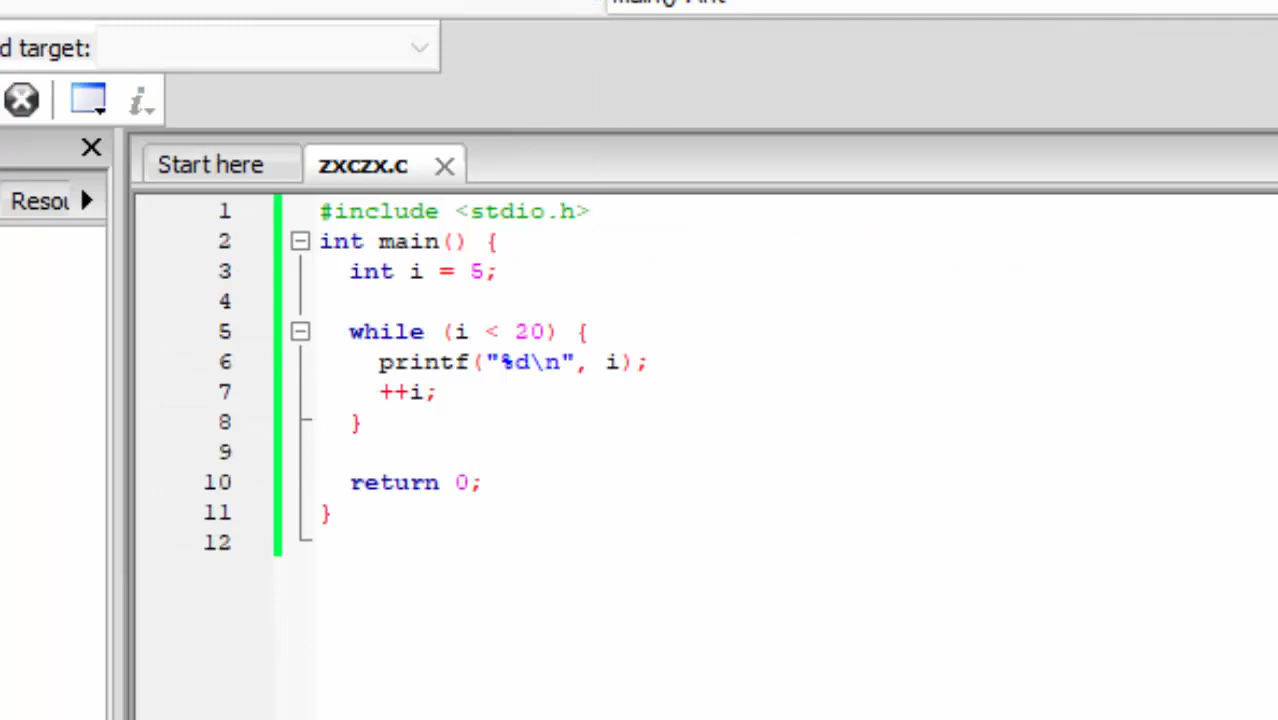 d target:
Resou
Start here
zxczx.c
1 #include <stdio.h>
2 int main() {
3   int i = 5;
4
5   while (i < 20) {
6     printf("%d\n", i);
7     ++i;
8   }
9
10   return 0;
11 }
12